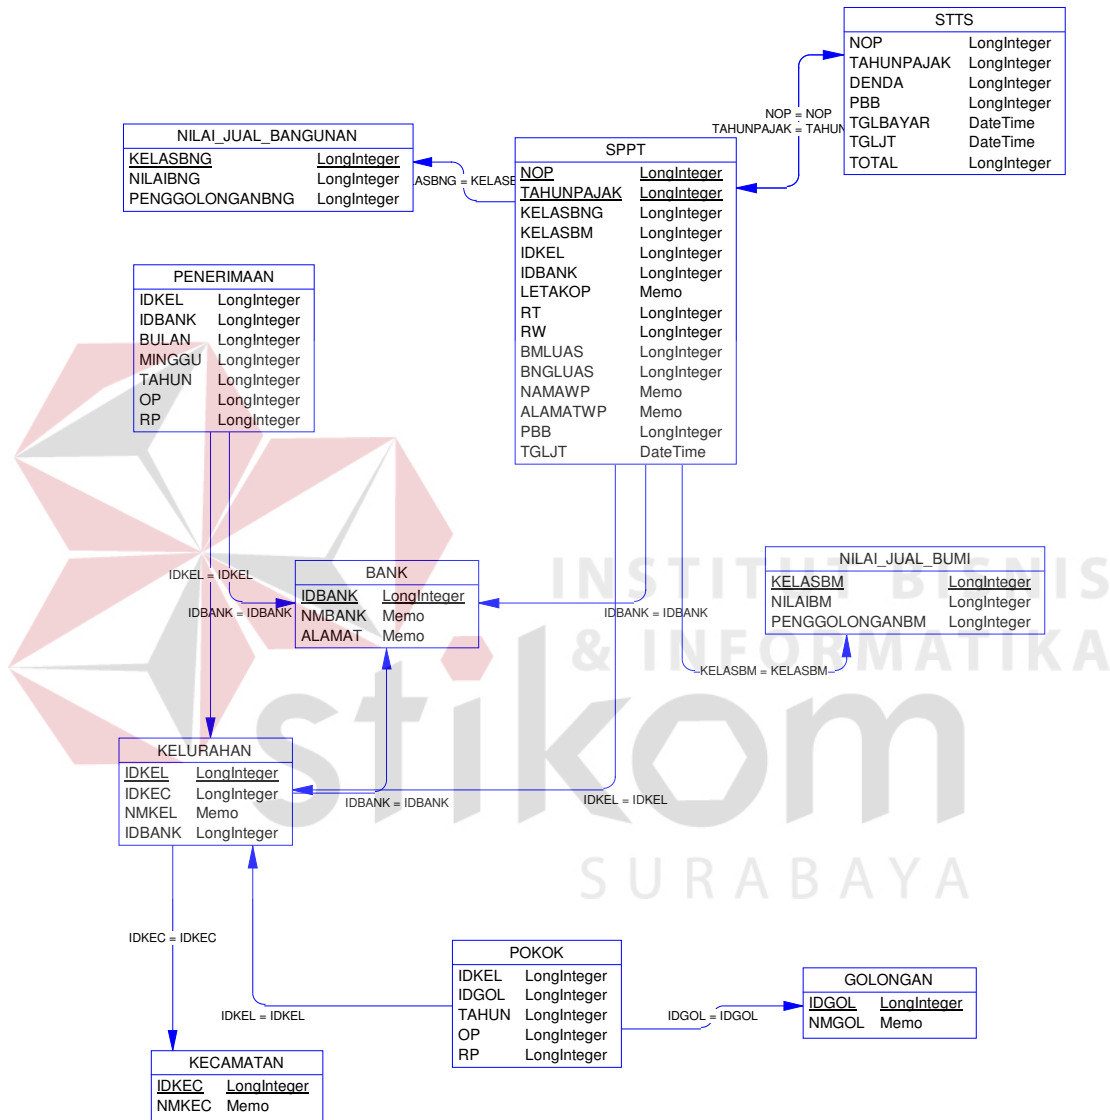 STTS
NOP LongInteger
TAHUNPAJAK LongInteger
DENDA LongInteger
PBB LongInteger
TGLBAYAR DateTime
TGLJT DateTime
TOTAL LongInteger
NOP = NOP
TAHUNPAJAK = TAHUN
NILAI_JUAL_BANGUNAN
KELASBNG LongInteger
NILAIBNG LongInteger
PENGGOLONGANBNG LongInteger
ASBNG = KELASB
SPPT
NOP LongInteger
TAHUNPAJAK LongInteger
KELASBNG LongInteger
KELASBM LongInteger
IDKEL LongInteger
IDBANK LongInteger
LETAKOP Memo
RT LongInteger
RW LongInteger
BMLUAS LongInteger
BNGLUAS LongInteger
NAMAWP Memo
ALAMATWP Memo
PBB LongInteger
TGLJT DateTime
PENERIMAAN
IDKEL LongInteger
IDBANK LongInteger
BULAN LongInteger
MINGGU LongInteger
TAHUN LongInteger
OP LongInteger
RP LongInteger
IDKEL = IDKEL
IDBANK = IDBANK
BANK
IDBANK LongInteger
NMBANK Memo
ALAMAT Memo
IDBANK = IDBANK
NILAI_JUAL_BUMI
KELASBM LongInteger
NILAIBM LongInteger
PENGGOLONGANBM LongInteger
KELASBM = KELASBM
INSTITUT BISNIS
& INFORMATIKA
stikom
SURABAYA
KELURAHAN
IDKEL LongInteger
IDKEC LongInteger
NMKEL Memo
IDBANK LongInteger
IDBANK = IDBANK
IDKEL = IDKEL
IDKEC = IDKEC
IDKEL = IDKEL
POKOK
IDKEL LongInteger
IDGOL LongInteger
TAHUN LongInteger
OP LongInteger
RP LongInteger
IDGOL = IDGOL
GOLONGAN
IDGOL LongInteger
NMGOL Memo
KECAMATAN
IDKEC LongInteger
NMKEC Memo